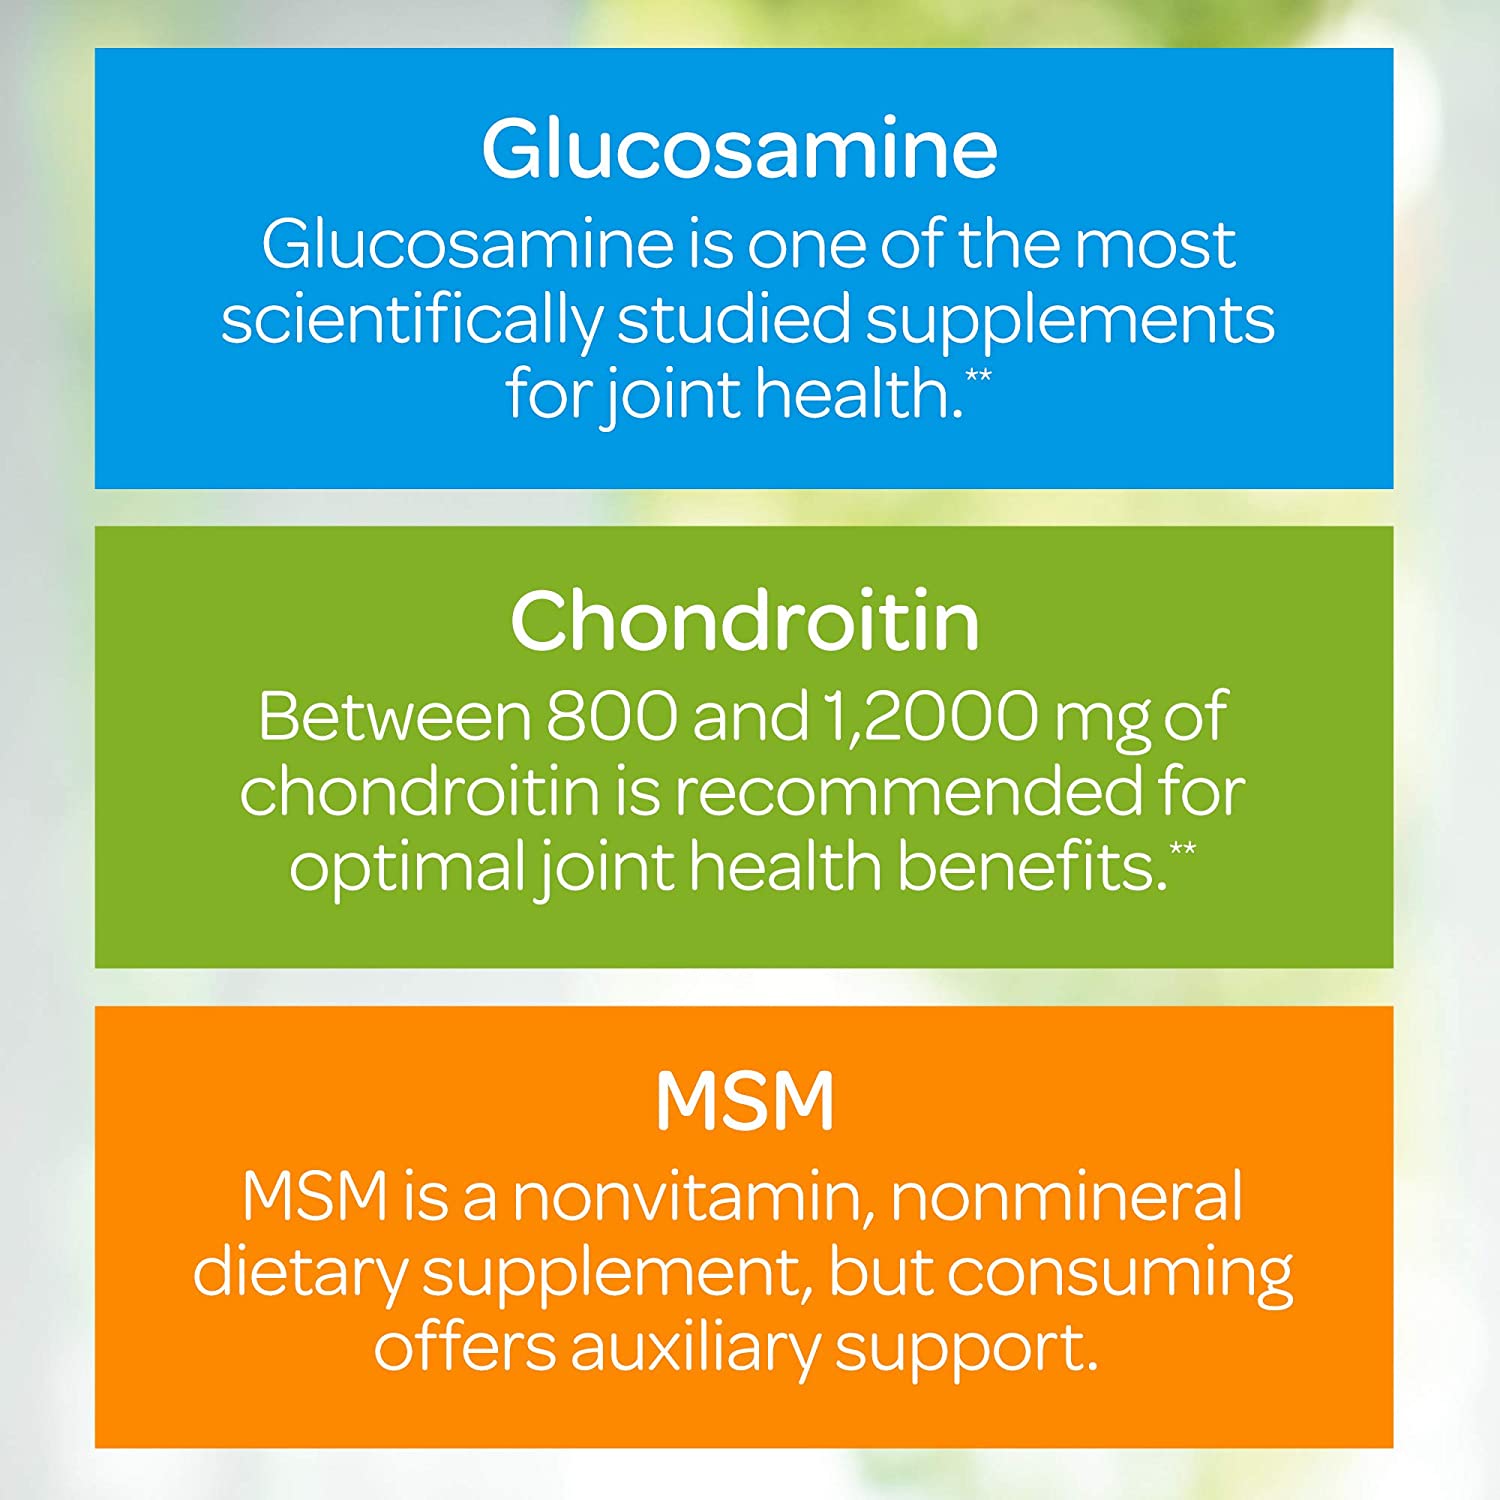 Glucosamine
Glucosamine is one of the most
scientifically studied supplements
for joint health.**
Chondroitin
Between 800 and 1,2000 mg of
chondroitin is recommended for
optimal joint health benefits.**
MSM
MSM is a nonvitamin, nonmineral
dietary supplement, but consuming
offers auxiliary support.